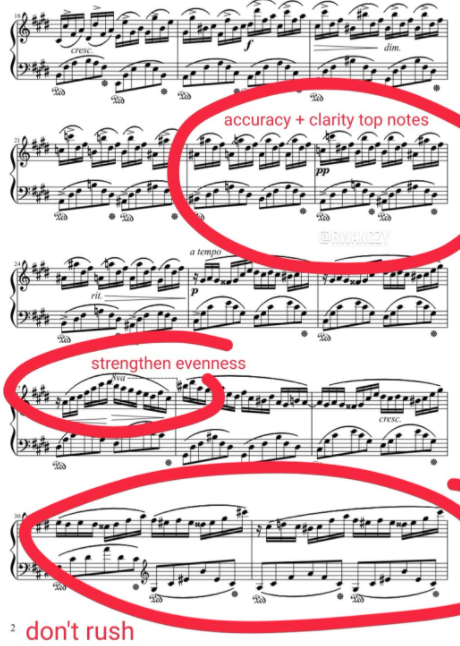 18
cresc.
f
dim.
accuracy + clarity top notes
21
pp
24
a tempo
rit.
p
strengthen evenness
8va
cresc.
30
2
don't rush